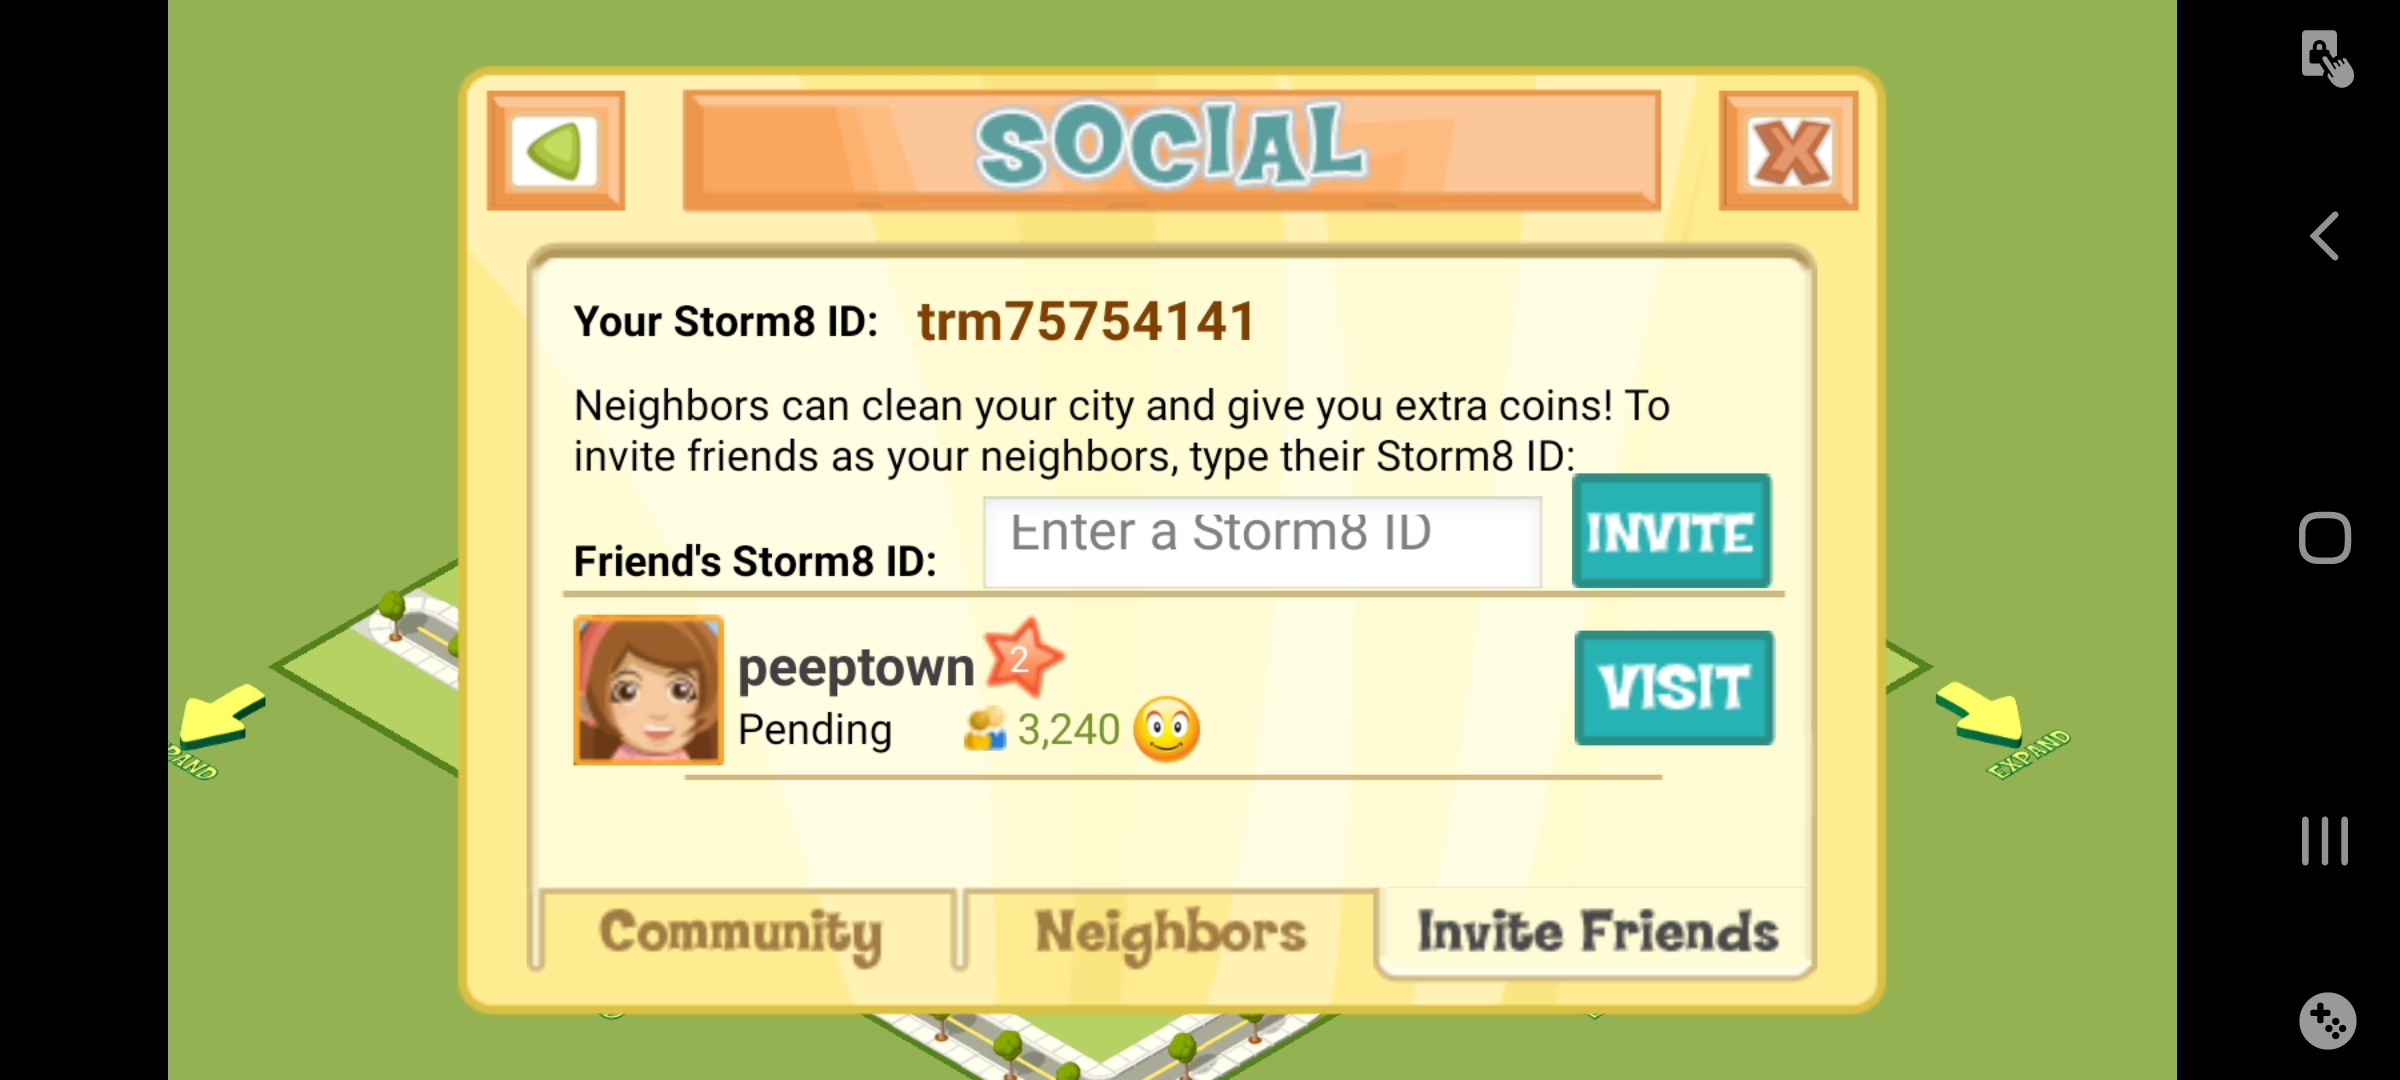 SOCIAL
Your Storm8 ID: trm75754141
Neighbors can clean your city and give you extra coins! To
invite friends as your neighbors, type their Storm8 ID:
Friend's Storm8 ID: Enter a Storm8 ID INVITE
peeptown 2
Pending 3,240
VISIT
PAND
EXPAND
Community Neighbors Invite Friends